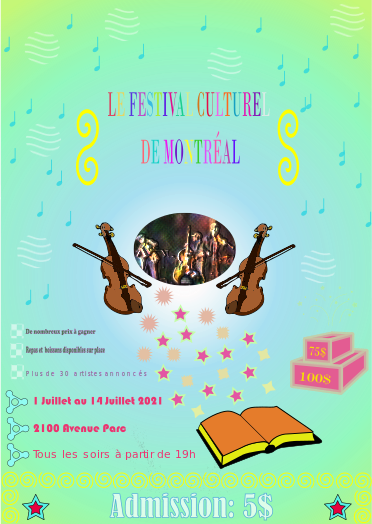 LE FESTIVAL CULTUREL
DE MONTRÉAL
De nombreux prix à gagner
Repas et boissons disponibles sur place
Plus de 30 artistes annoncés
75$
100$
1 Juillet au 14 Juillet 2021
2100 Avenue Parc
Tous les soirs à partir de 19h
Admission: 5$